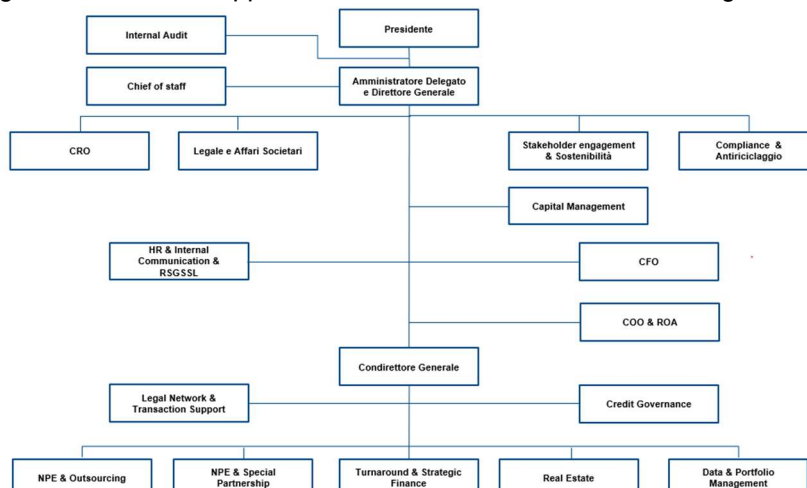 Presidente
Internal Audit
Amministratore Delegato
e Direttore Generale
Chief of staff
CRO
Legale e Affari Societari
Stakeholder engagement
& Sostenibilità
Compliance &
Antiriciclaggio
Capital Management
HR & Internal
Communication &
RSGSSL
CFO
COO & ROA
Condirettore Generale
Legal Network &
Transaction Support
Credit Governance
NPE & Outsourcing
NPE & Special
Partnership
Turnaround & Strategic
Finance
Real Estate
Data & Portfolio
Management